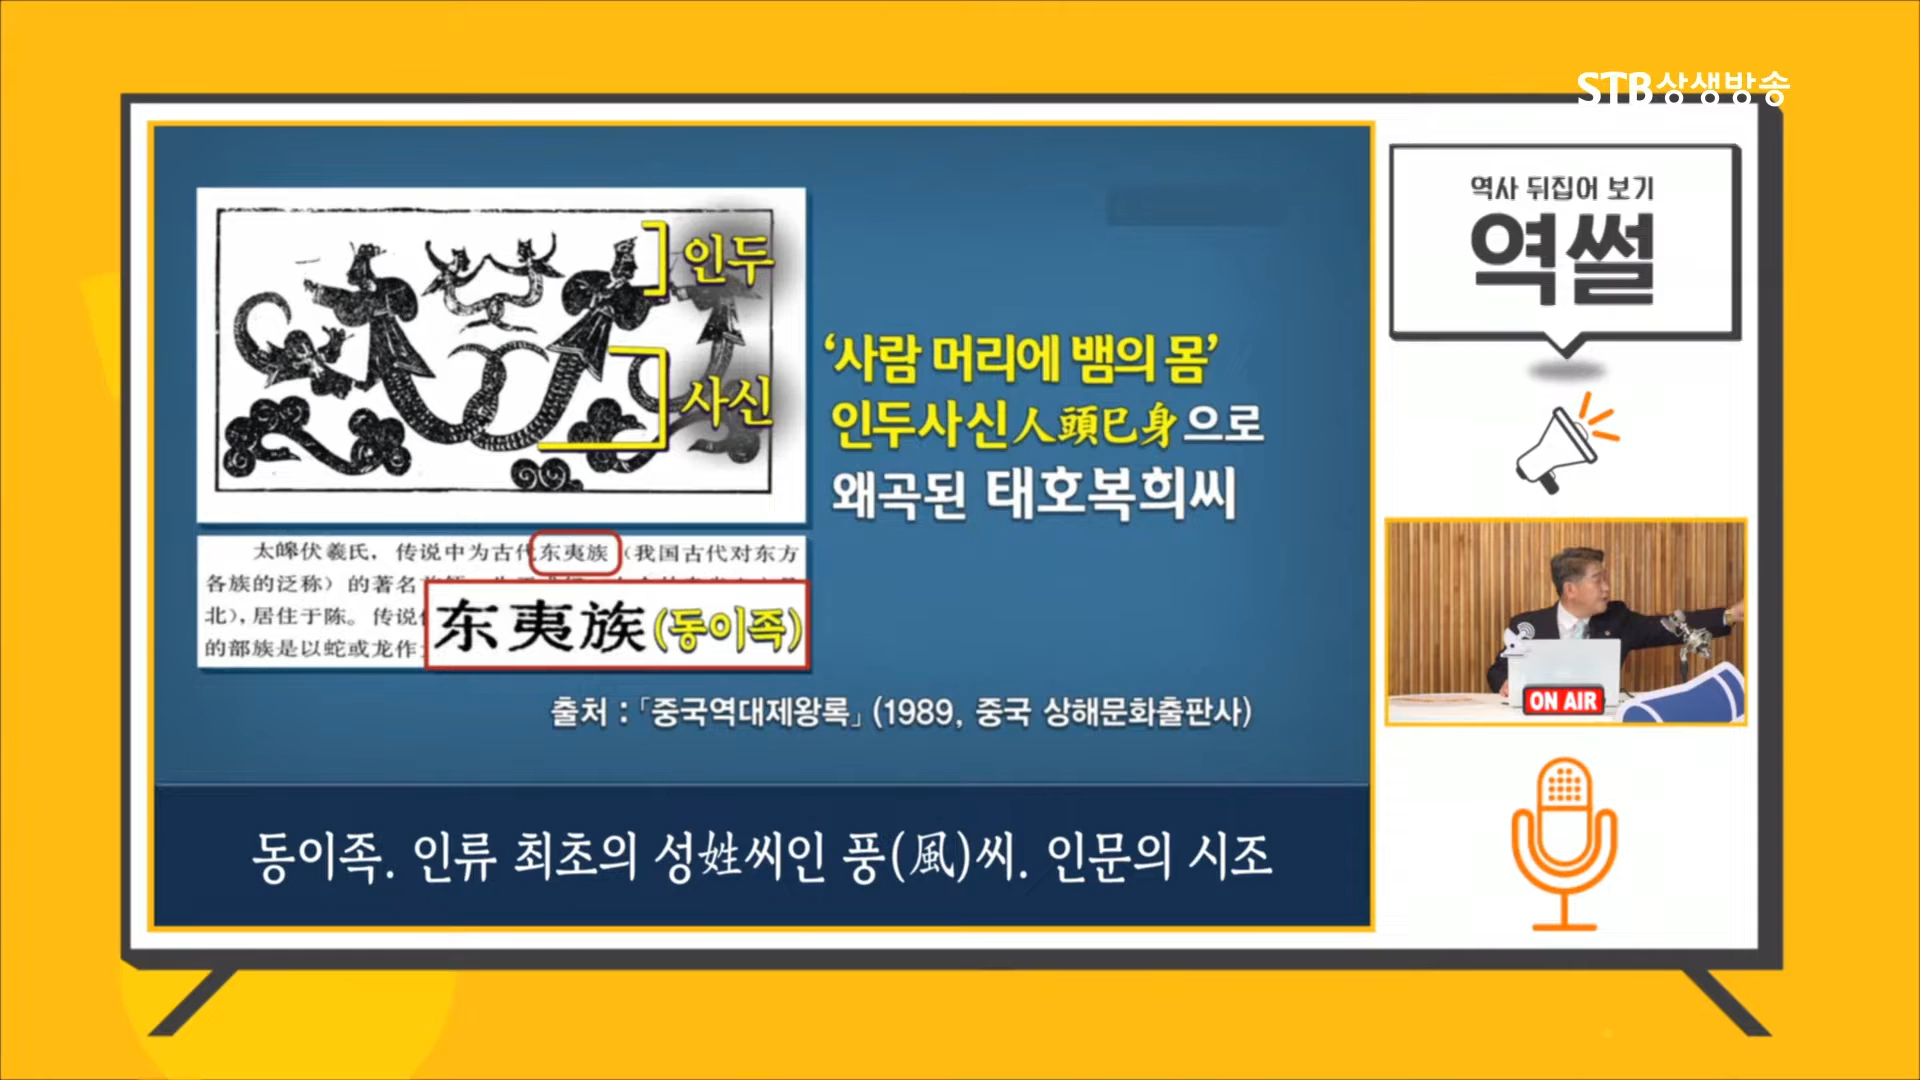 STB상생방송
역사 뒤집어 보기
역썰
인두
사신
‘사람 머리에 뱀의 몸’
인두사신人頭巳身으로
왜곡된 태호복희씨
太皞伏羲氏，传说中为古代东夷族（我国古代对东方
各族的泛称）的著名
北），居住于陈。传说
的部族是以蛇或龙作
东夷族(동이족)
출처 : 「중국역대제왕록」 (1989, 중국 상해문화출판사)
ON AIR
동이족. 인류 최초의 성姓씨인 풍(風)씨. 인문의 시조